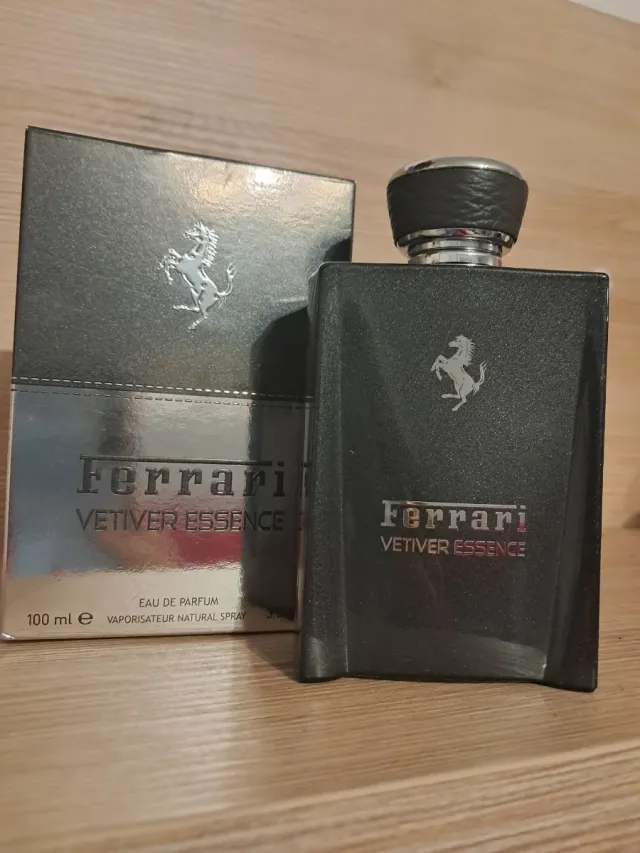 Ferrari
VETIVER ESSENCE
EAU DE PARFUM
100 ml e VAPORISATEUR NATURAL SPRAY
Ferrari
VETIVER ESSENCE